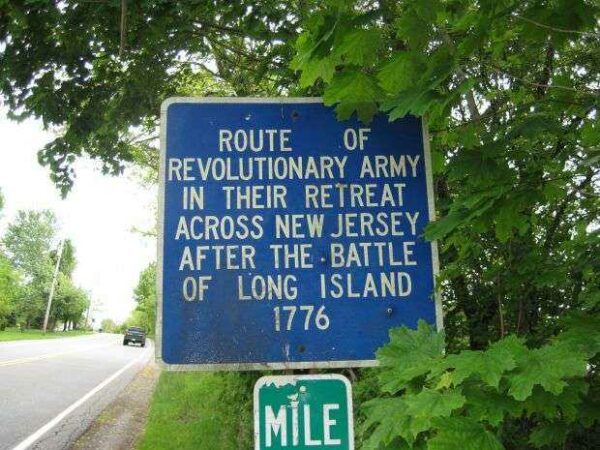 ROUTE OF
REVOLUTIONARY ARMY
IN THEIR RETREAT
ACROSS NEW JERSEY
AFTER THE BATTLE
OF LONG ISLAND
1776
MILE